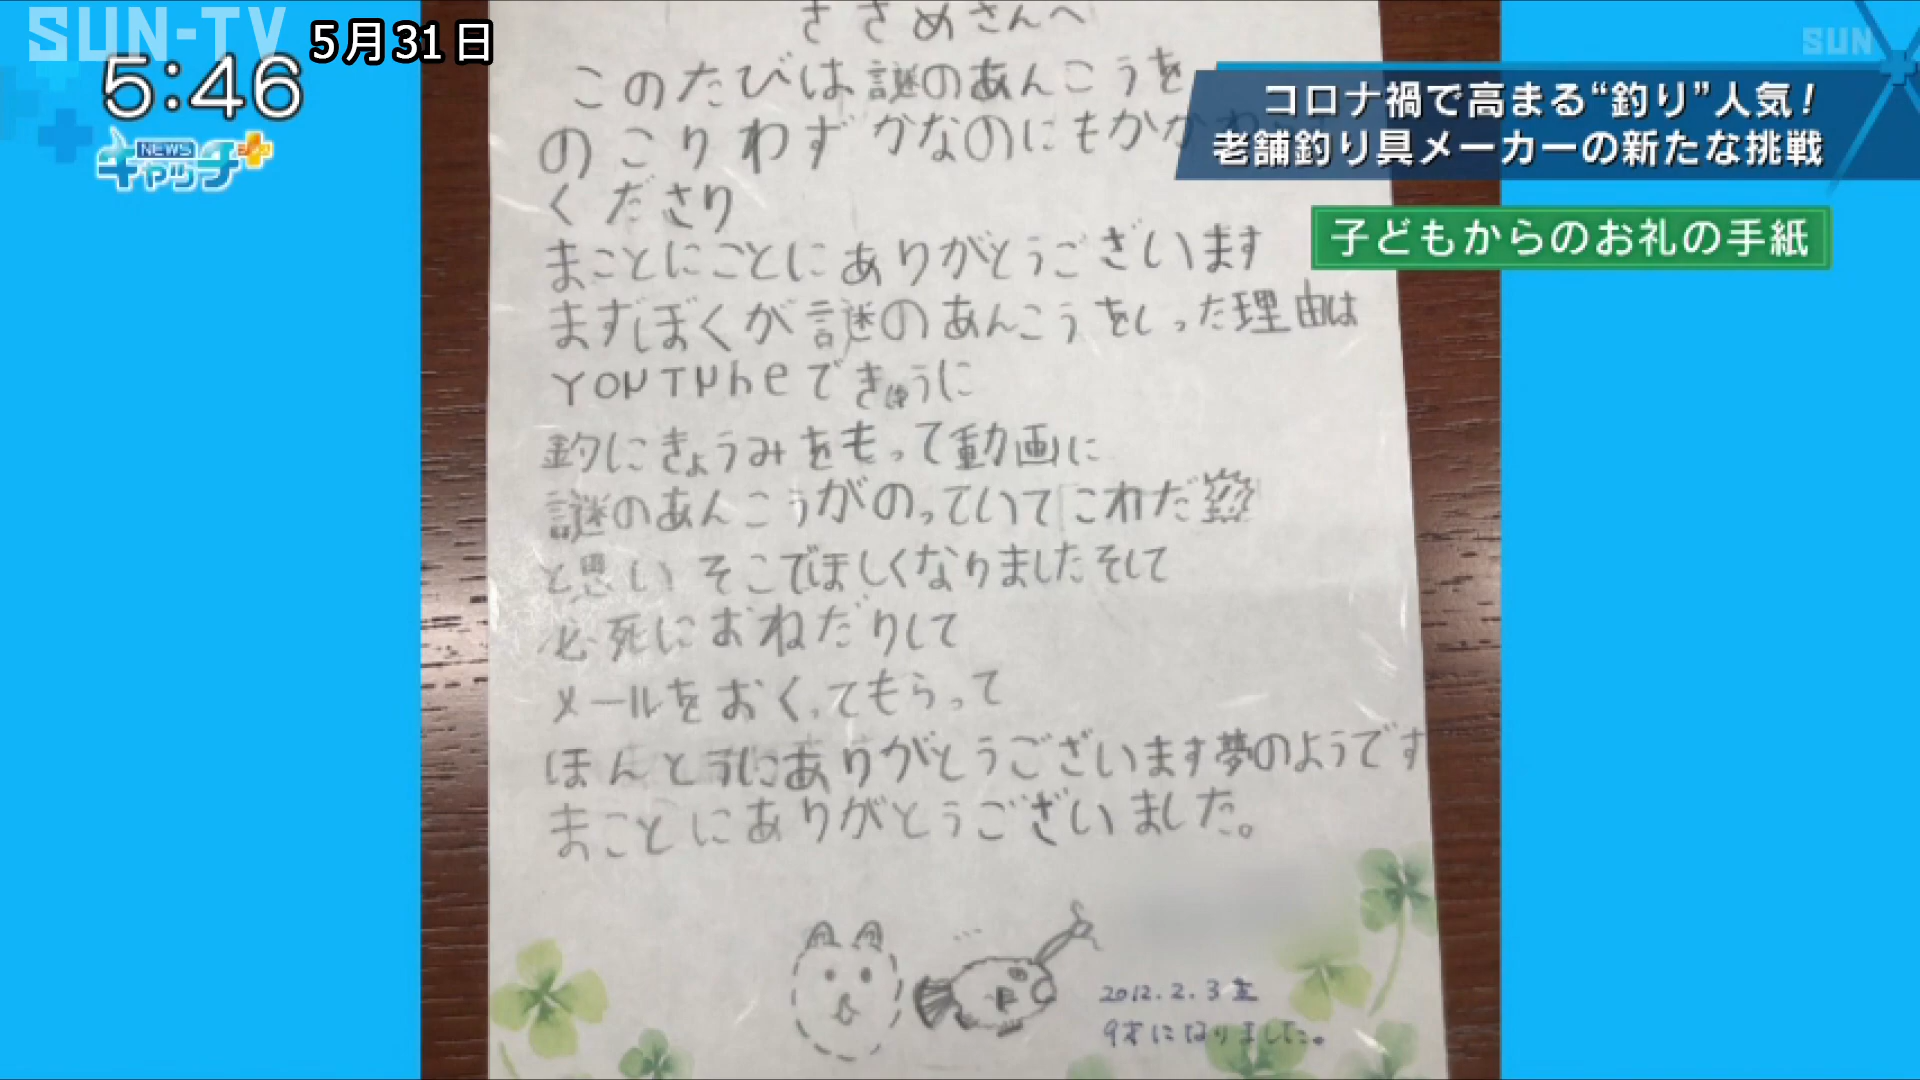 SUN-TV
5月31日
5:46
NEWS
キャッチ+
SUN
コロナ禍で高まる“釣り”人気!
老舗釣り具メーカーの新たな挑戦
子どもからのお礼の手紙
ささめさんへ
このたびは謎のあんこうを
のこりわずかなのにもかかわ
くださり
まことにことにありがとうございます
まずぼくが謎のあんこうをしった理由は
YOUTUbeできゅうに
釣にきょうみをもって動画に
謎のあんこうがのっていてこれだ
と思い そこでほしくなりましたそして
必死におねだりして
メールをおくってもらって
ほんとうにありがとうございます夢のようです
まことにありがとうございました。
2012.2.3生
9才になりました。